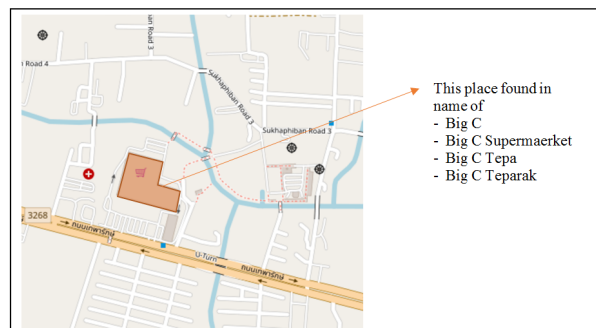 Sukhaphiban Road 3
i Road 4
Sukhaphiban Road 3
Sukhaphiban Road 3
3268
ถนนเทพารักษ์
U-Turn
ถนนเทพารักษ์
This place found in
name of
- Big C
- Big C Supermaerket
- Big C Tepa
- Big C Teparak